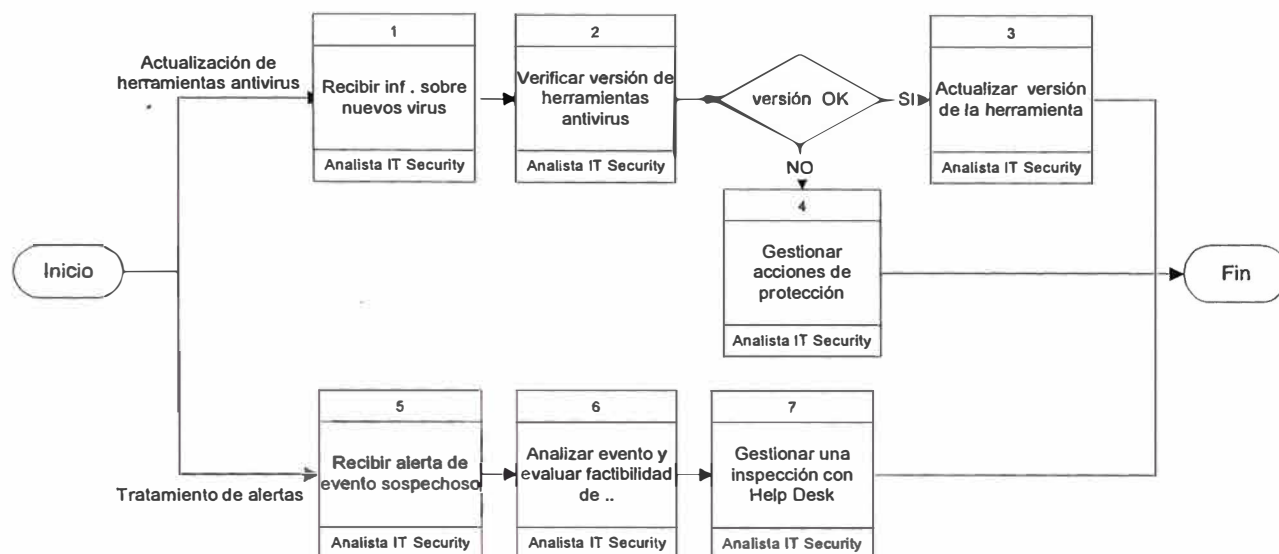 Actualización de
herramientas antivirus
1
Recibir inf . sobre
nuevos virus
Analista IT Security
2
Verificar versión de
herramientas
antivirus
Analista IT Security
versión OK
SI
NO
3
Actualizar versión
de la herramienta
Analista IT Security
4
Gestionar
acciones de
protección
Analista IT Security
Inicio
Fin
Tratamiento de alertas
5
Recibir alerta de
evento sospechoso
Analista IT Security
6
Analizar evento y
evaluar factibilidad
de ..
Analista IT Security
7
Gestionar una
inspección con
Help Desk
Analista IT Security